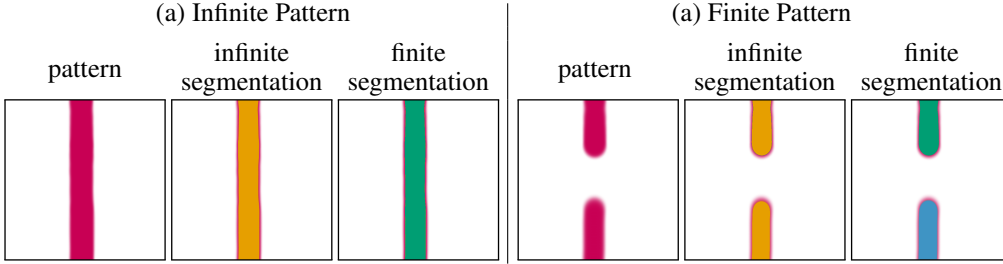 (a) Infinite Pattern
pattern
infinite
segmentation
finite
segmentation
(a) Finite Pattern
pattern
infinite
segmentation
finite
segmentation